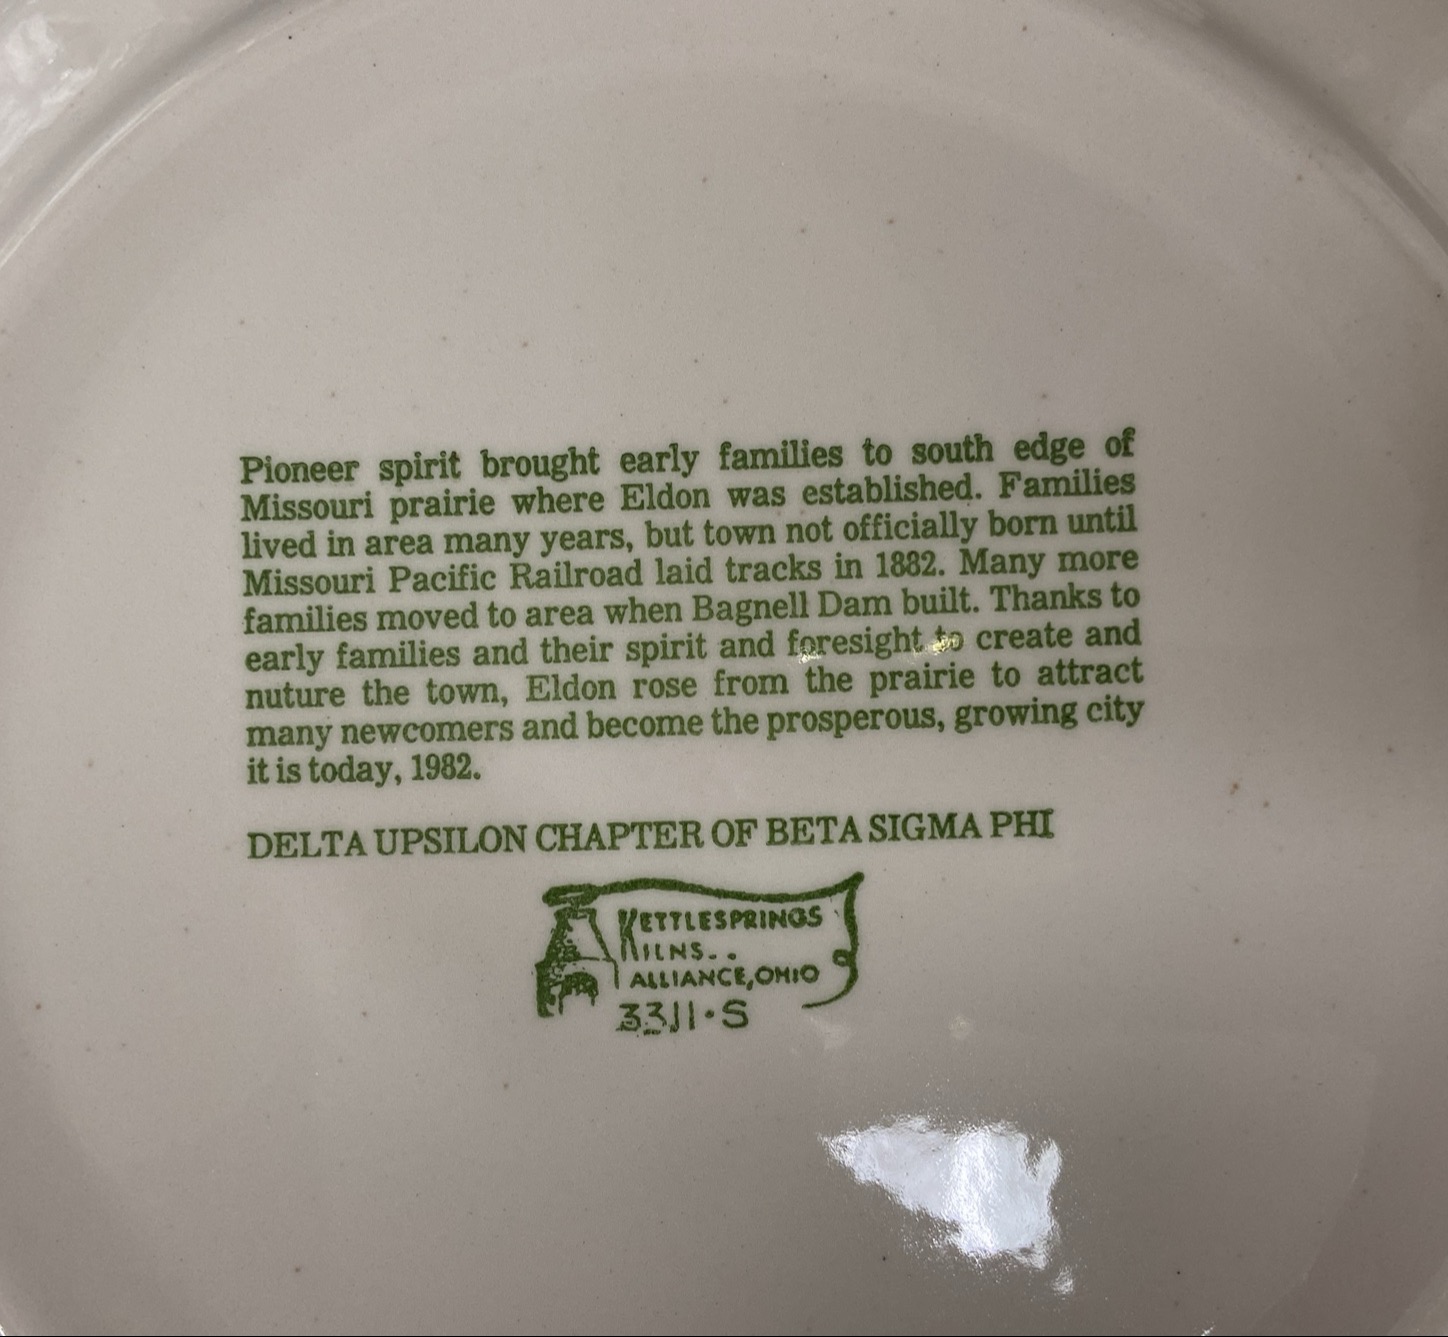 Pioneer spirit brought early families to south edge of
Missouri prairie where Eldon was established. Families
lived in area many years, but town not officially born until
Missouri Pacific Railroad laid tracks in 1882. Many more
families moved to area when Bagnell Dam built. Thanks to
early families and their spirit and foresight to create and
nuture the town, Eldon rose from the prairie to attract
many newcomers and become the prosperous, growing city
it is today, 1982.
DELTA UPSILON CHAPTER OF BETA SIGMA PHI
KETTLESPRINGS
KILNS..
ALLIANCE, OHIO
3311·S